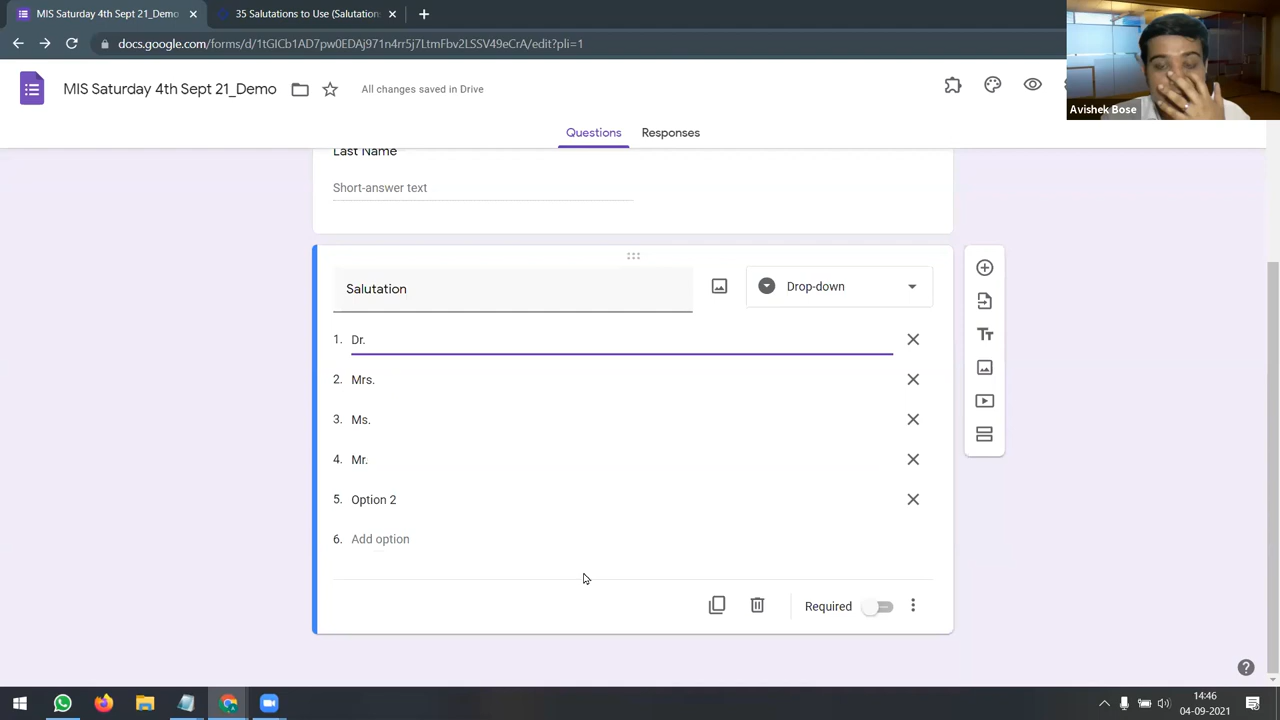 MIS Saturday 4th Sept 21_Demo
35 Salutations to Use (Salutation
docs.google.com/forms/d/1tGICb1AD7pw0EDAj971n4rr5j7LtmFbv2LSSV49eCrA/edit?pli=1
MIS Saturday 4th Sept 21_Demo
All changes saved in Drive
Avishek Bose
Questions
Responses
Last Name
Short-answer text
Salutation
Drop-down
1. Dr.
2. Mrs.
3. Ms.
4. Mr.
5. Option 2
6. Add option
Required
14:46
04-09-2021